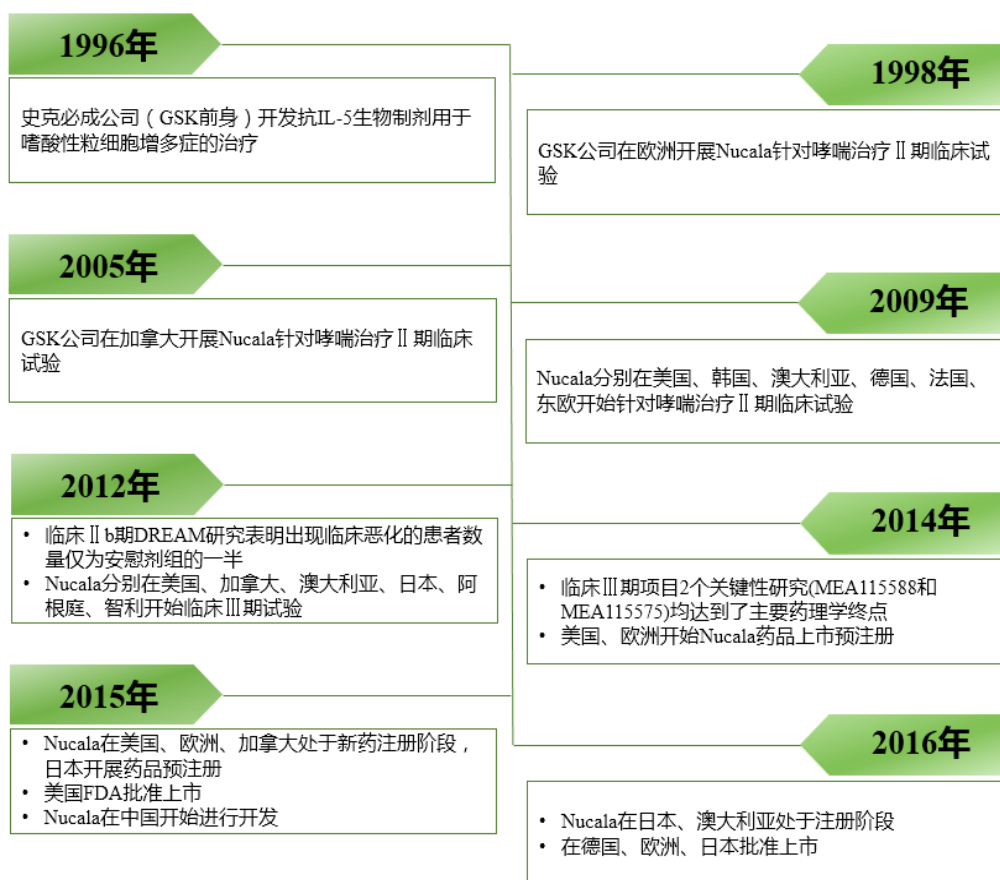 1996年
史克必成公司（GSK前身）开发抗IL-5生物制剂用于
嗜酸性粒细胞增多症的治疗
1998年
GSK公司在欧洲开展Nucala针对哮喘治疗Ⅱ期临床试
验
2005年
GSK公司在加拿大开展Nucala针对哮喘治疗Ⅱ期临床
试验
2009年
Nucala分别在美国、韩国、澳大利亚、德国、法国、
东欧开始针对哮喘治疗Ⅱ期临床试验
2012年
• 临床Ⅱb期DREAM研究表明出现临床恶化的患者数
量仅为安慰剂组的一半
• Nucala分别在美国、加拿大、澳大利亚、日本、阿
根庭、智利开始临床Ⅲ期试验
2014年
• 临床Ⅲ期项目2个关键性研究(MEA115588和
MEA115575)均达到了主要药理学终点
• 美国、欧洲开始Nucala药品上市预注册
2015年
• Nucala在美国、欧洲、加拿大处于新药注册阶段，
日本开展药品预注册
• 美国FDA批准上市
• Nucala在中国开始进行开发
2016年
• Nucala在日本、澳大利亚处于注册阶段
• 在德国、欧洲、日本批准上市